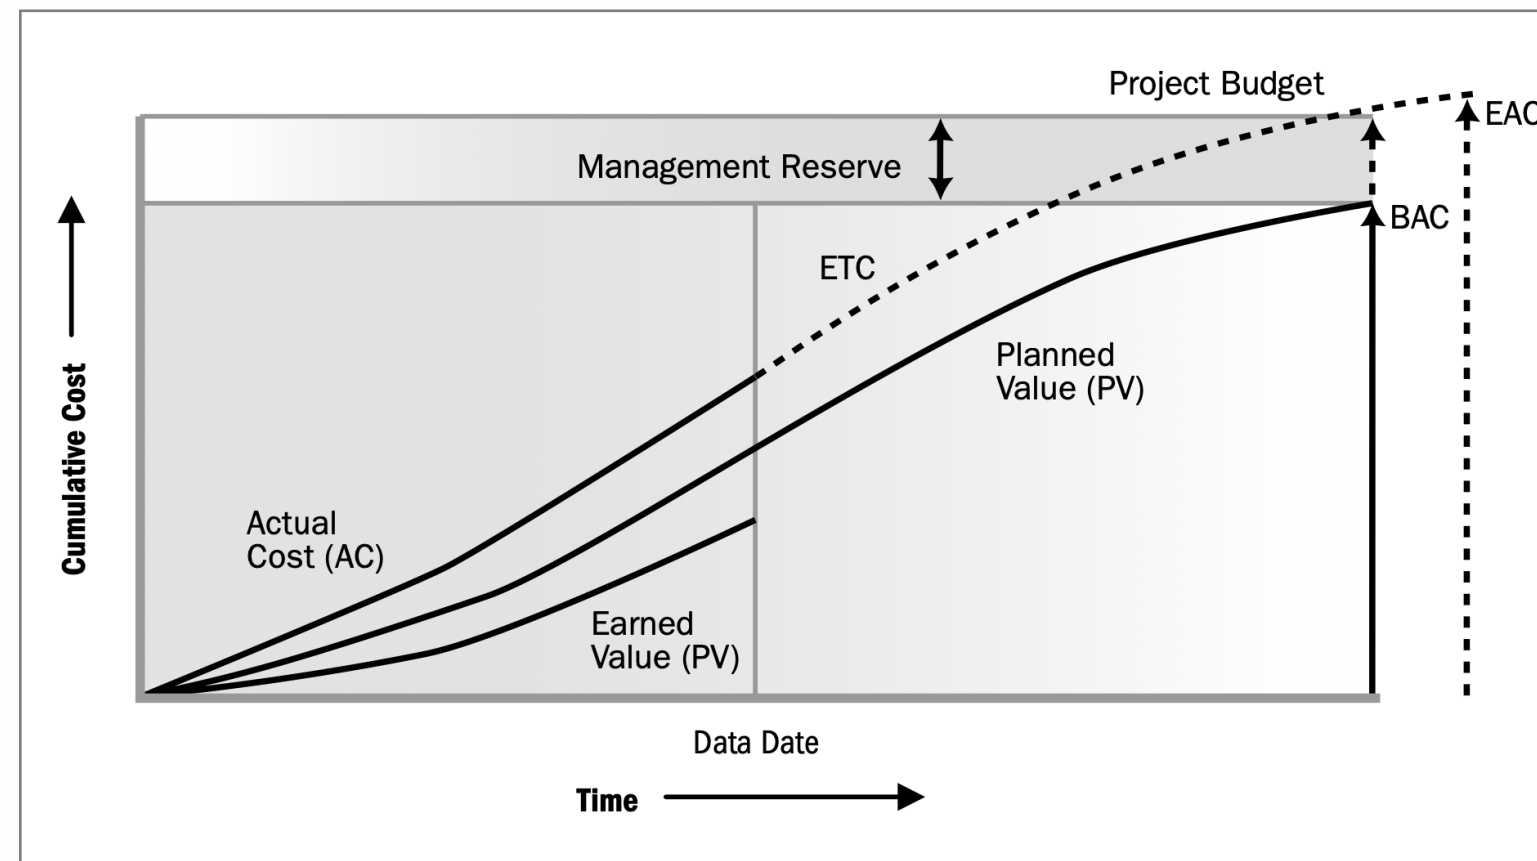 Project Budget
EAC
Management Reserve
BAC
ETC
Planned
Value (PV)
Actual
Cost (AC)
Earned
Value (PV)
Cumulative Cost
Data Date
Time